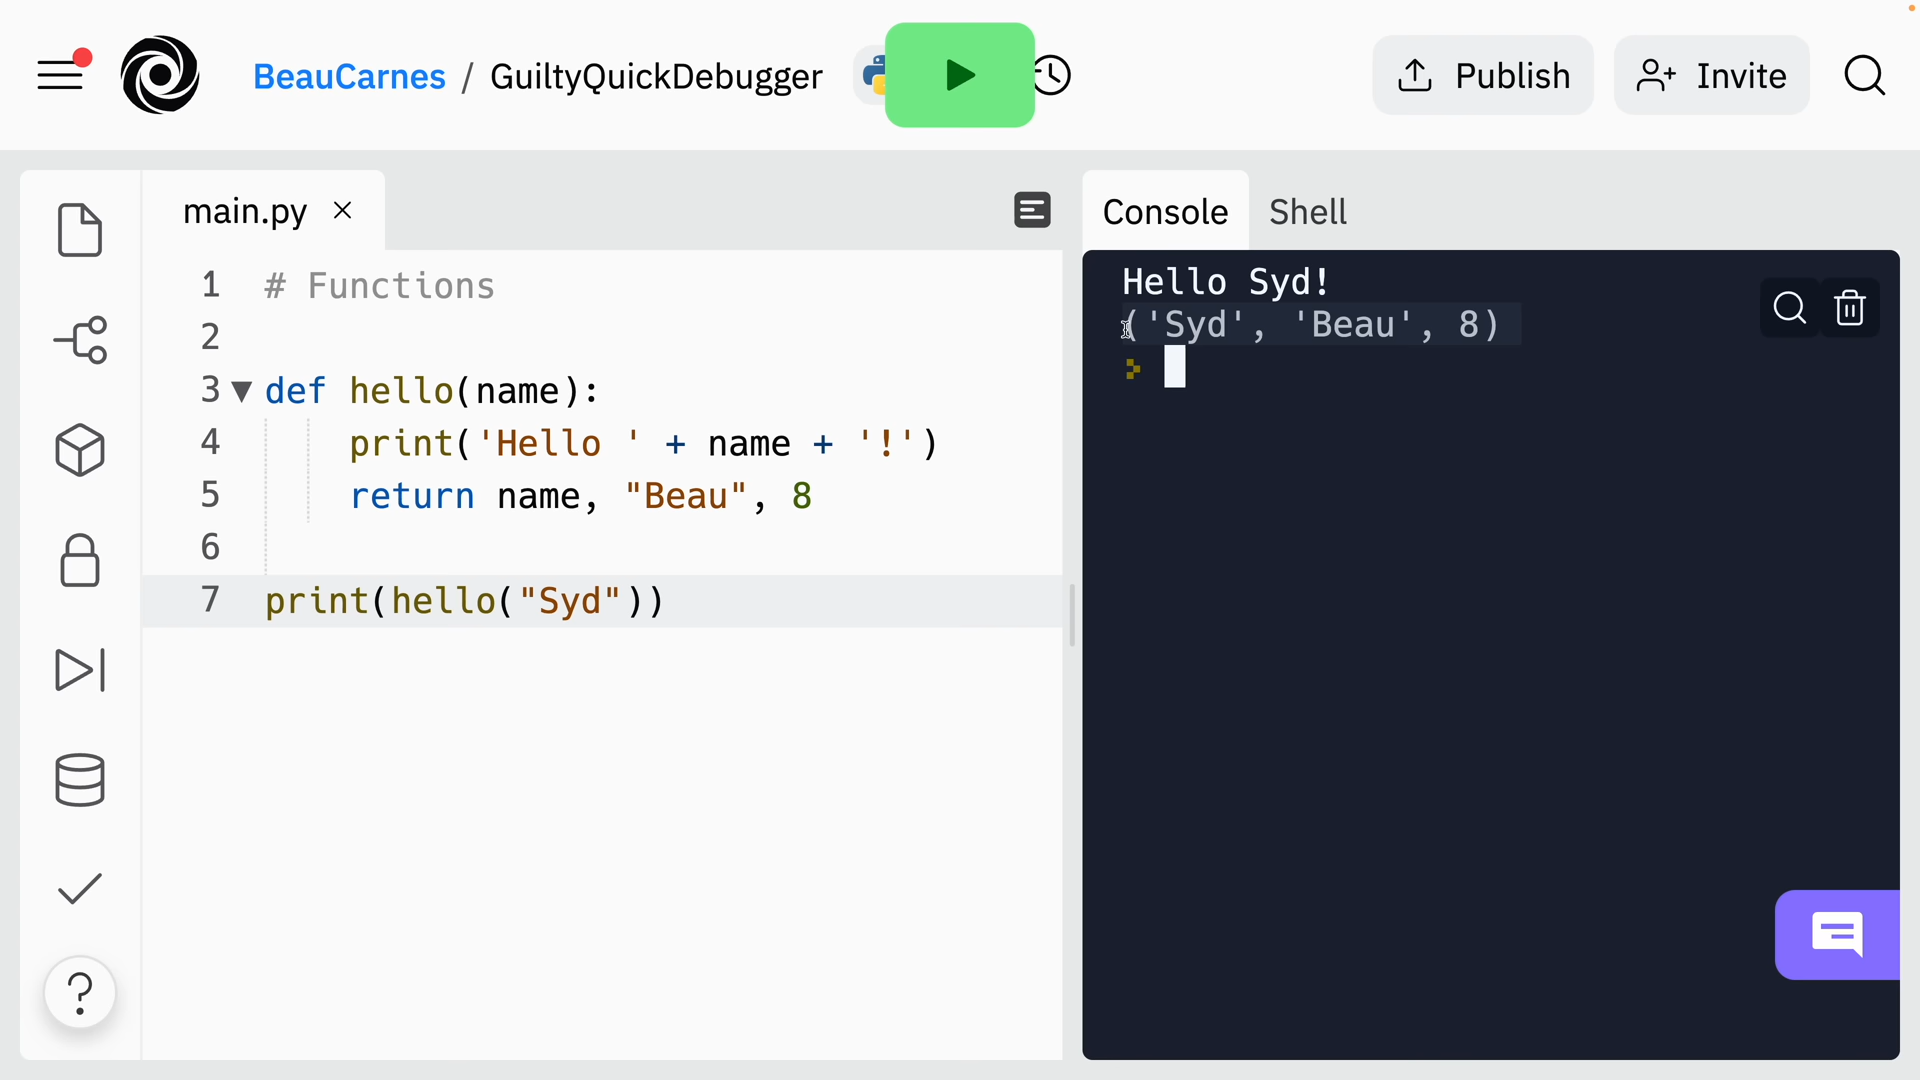 BeauCarnes / GuiltyQuickDebugger
Publish
Invite
main.py
1 # Functions
2
3 def hello(name):
4 print('Hello ' + name + '!')
5 return name, "Beau", 8
6
7 print(hello("Syd"))
Console Shell
Hello Syd!
('Syd', 'Beau', 8)